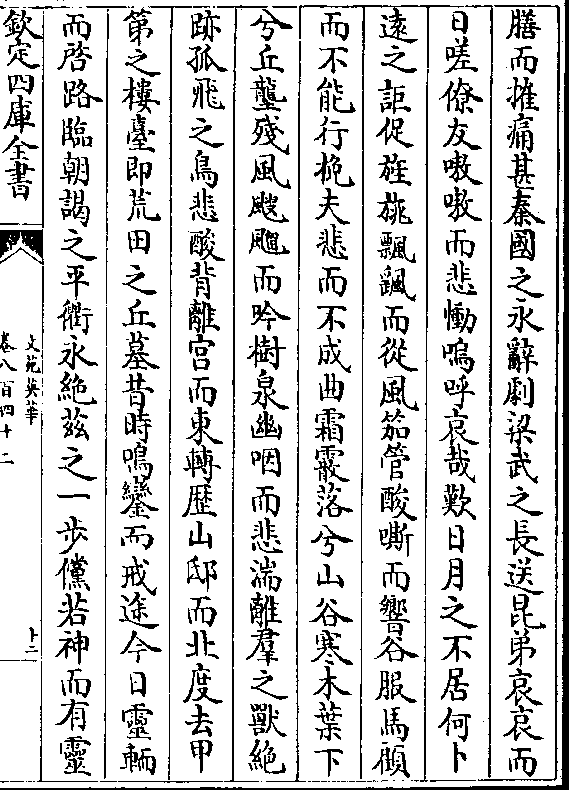 膳而摧痛甚秦國之永辭劇梁武之長送昆弟哀哀而
日嗟僚友嗷嗷而悲慟嗚呼哀哉歎日月之不居何卜
遠之詎促旌旐飄颻而從風笳管酸嘶而響谷服馬顧
而不能行挽夫悲而不成曲霜霰落兮山谷寒木葉下
兮丘壟殘風颼飀而吟樹泉幽咽而悲湍離羣之獸絶
跡孤飛之鳥悲酸背離宫而東轉歴山邸而北度去甲
第之樓臺即荒田之丘墓昔時鳴鑾而戒途今日靈輀
而啓路臨朝謁之平衢永絶兹之一步儻若神而有靈
欽定四庫全書
文苑英華
卷八百四十二
十二